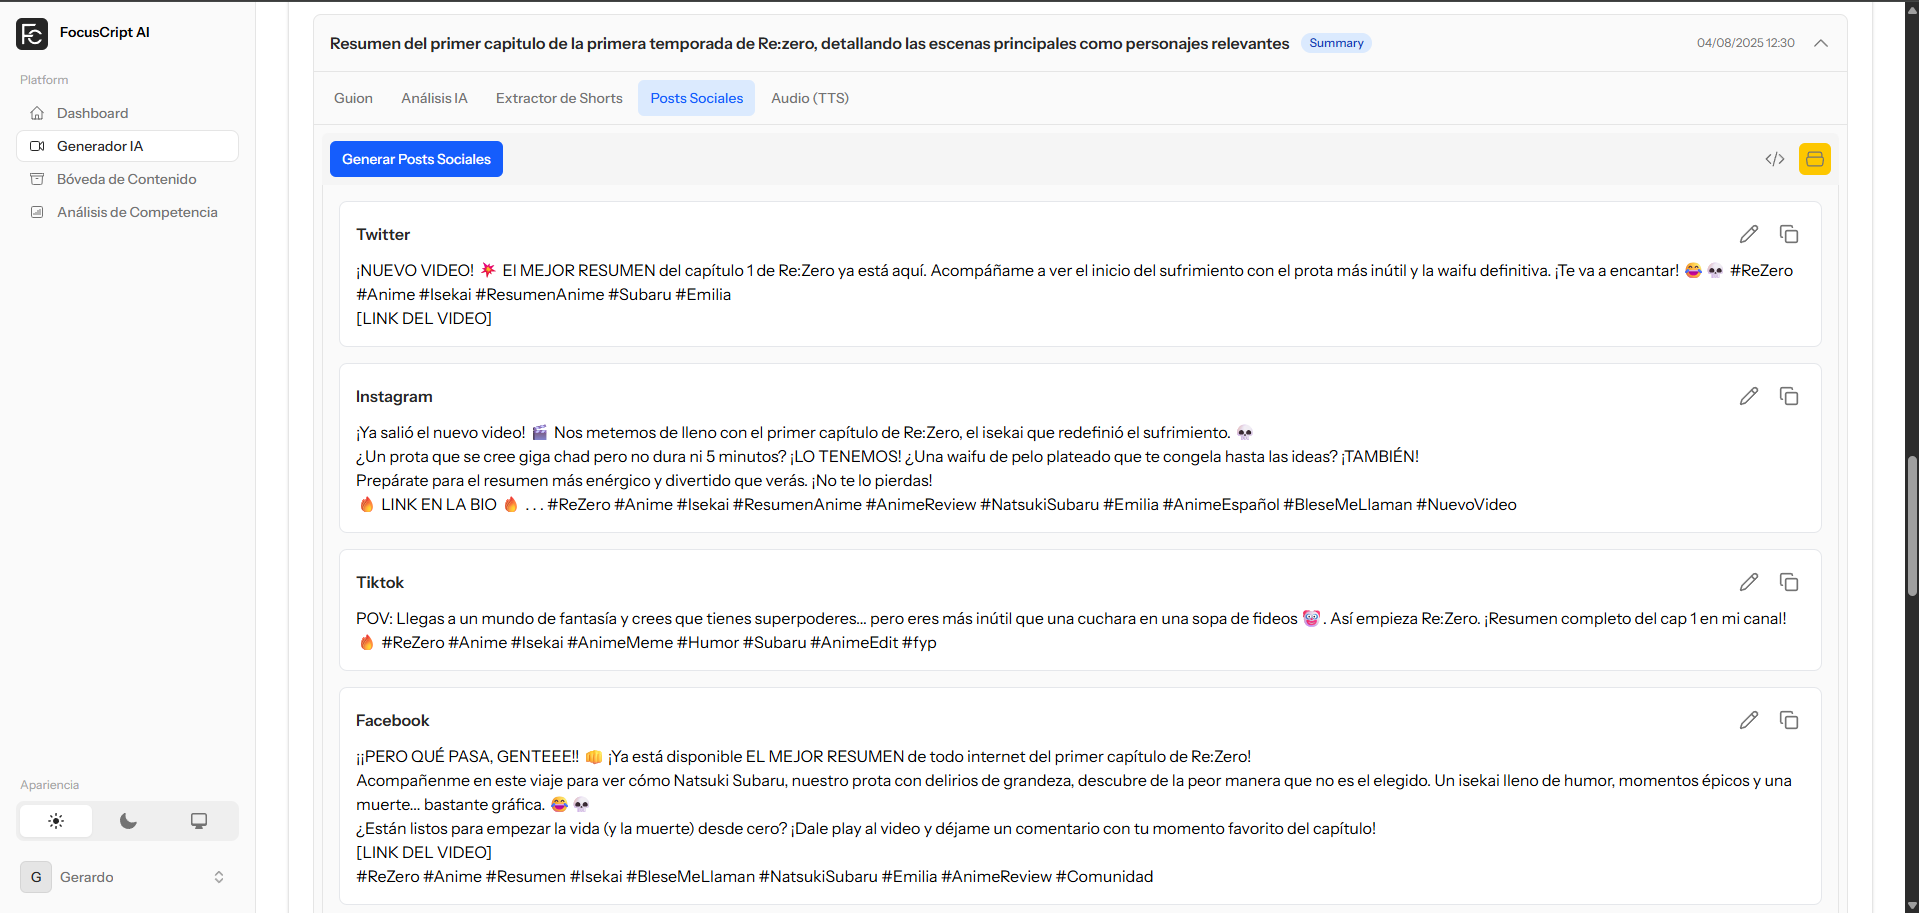 FocusCript AI
Platform
Dashboard
Generador IA
Bóveda de Contenido
Análisis de Competencia
Apariencia
G Gerardo
Resumen del primer capitulo de la primera temporada de Re:zero, detallando las escenas principales como personajes relevantes Summary 04/08/2025 12:30
Guion Análisis IA Extractor de Shorts Posts Sociales Audio (TTS)
Generar Posts Sociales
Twitter
¡NUEVO VIDEO! 💥 El MEJOR RESUMEN del capítulo 1 de Re:Zero ya está aquí. Acompáñame a ver el inicio del sufrimiento con el prota más inútil y la waifu definitiva. ¡Te va a encantar! 😂 💀 #ReZero
#Anime #Isekai #ResumenAnime #Subaru #Emilia
[LINK DEL VIDEO]
Instagram
¡Ya salió el nuevo video! 🎬 Nos metemos de lleno con el primer capítulo de Re:Zero, el isekai que redefinió el sufrimiento. 💀
¿Un prota que se cree giga chad pero no dura ni 5 minutos? ¡LO TENEMOS! ¿Una waifu de pelo plateado que te congela hasta las ideas? ¡TAMBIÉN!
Prepárate para el resumen más enérgico y divertido que verás. ¡No te lo pierdas!
🔥 LINK EN LA BIO 🔥 . . . #ReZero #Anime #Isekai #ResumenAnime #AnimeReview #NatsukiSubaru #Emilia #AnimeEspañol #BleseMeLlaman #NuevoVideo
Tiktok
POV: Llegas a un mundo de fantasía y crees que tienes superpoderes... pero eres más inútil que una cuchara en una sopa de fideos 🤡. Así empieza Re:Zero. ¡Resumen completo del cap 1 en mi canal!
🔥 #ReZero #Anime #Isekai #AnimeMeme #Humor #Subaru #AnimeEdit #fyp
Facebook
¡¡PERO QUÉ PASA, GENTEEE!! 👊 ¡Ya está disponible EL MEJOR RESUMEN de todo internet del primer capítulo de Re:Zero!
Acompañenme en este viaje para ver cómo Natsuki Subaru, nuestro prota con delirios de grandeza, descubre de la peor manera que no es el elegido. Un isekai lleno de humor, momentos épicos y una
muerte... bastante gráfica. 😂 💀
¿Están listos para empezar la vida (y la muerte) desde cero? ¡Dale play al video y déjame un comentario con tu momento favorito del capítulo!
[LINK DEL VIDEO]
#ReZero #Anime #Resumen #Isekai #BleseMeLlaman #NatsukiSubaru #Emilia #AnimeReview #Comunidad